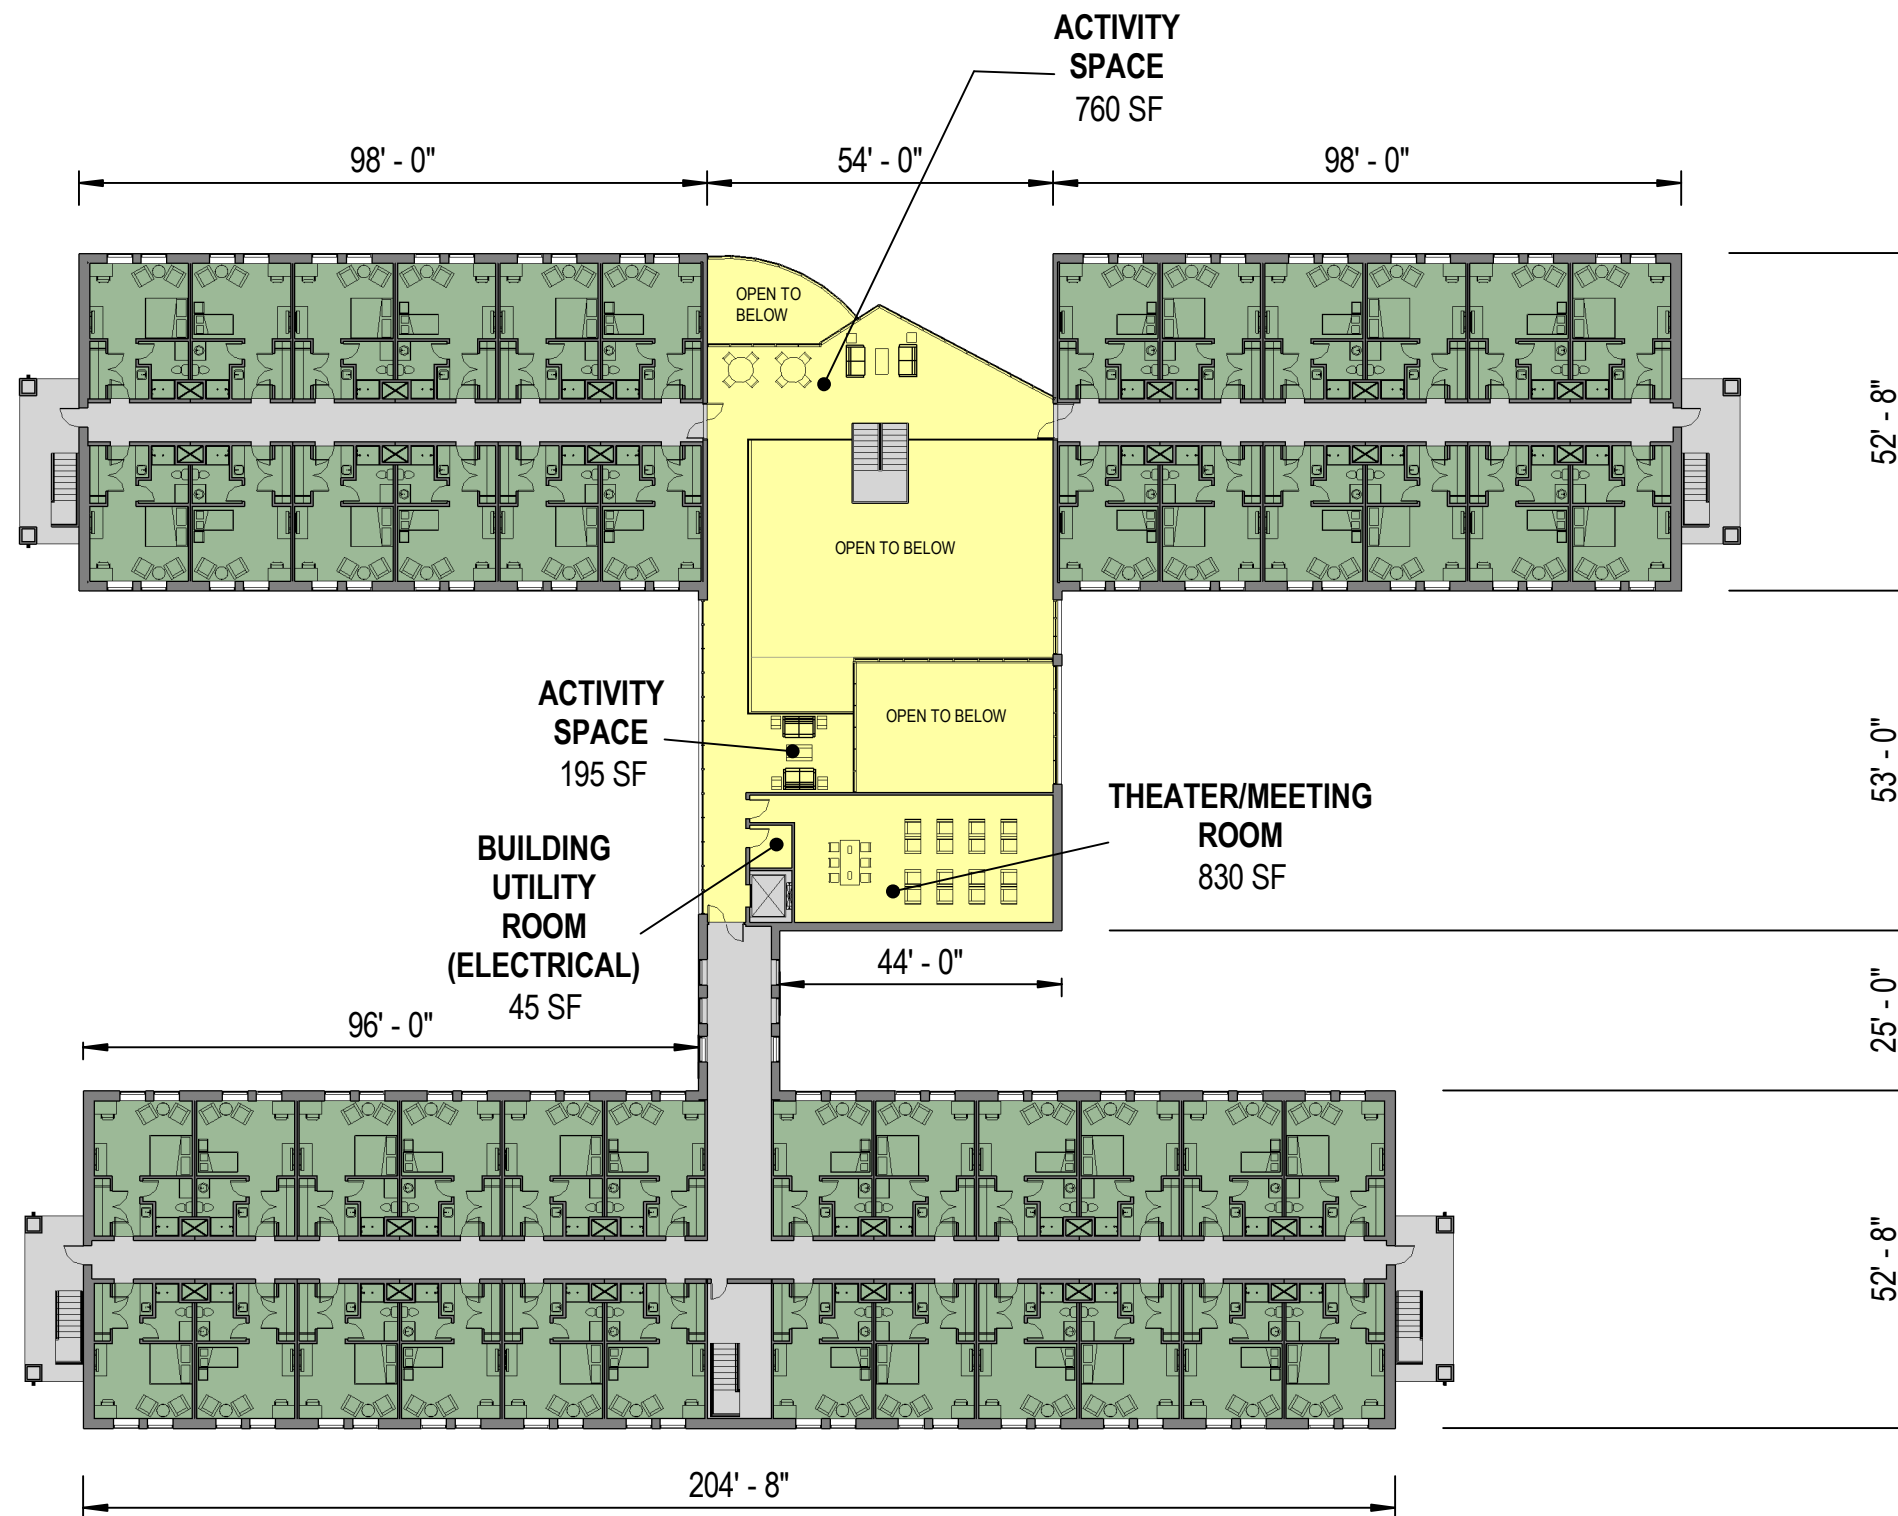 ACTIVITY
SPACE
760 SF
98' - 0"
54' - 0"
98' - 0"
OPEN TO
BELOW
52' - 8"
OPEN TO BELOW
ACTIVITY
SPACE
195 SF
OPEN TO BELOW
53' - 0"
THEATER/MEETING
ROOM
830 SF
BUILDING
UTILITY
ROOM
(ELECTRICAL)
45 SF
44' - 0"
25' - 0"
96' - 0"
52' - 8"
204' - 8"